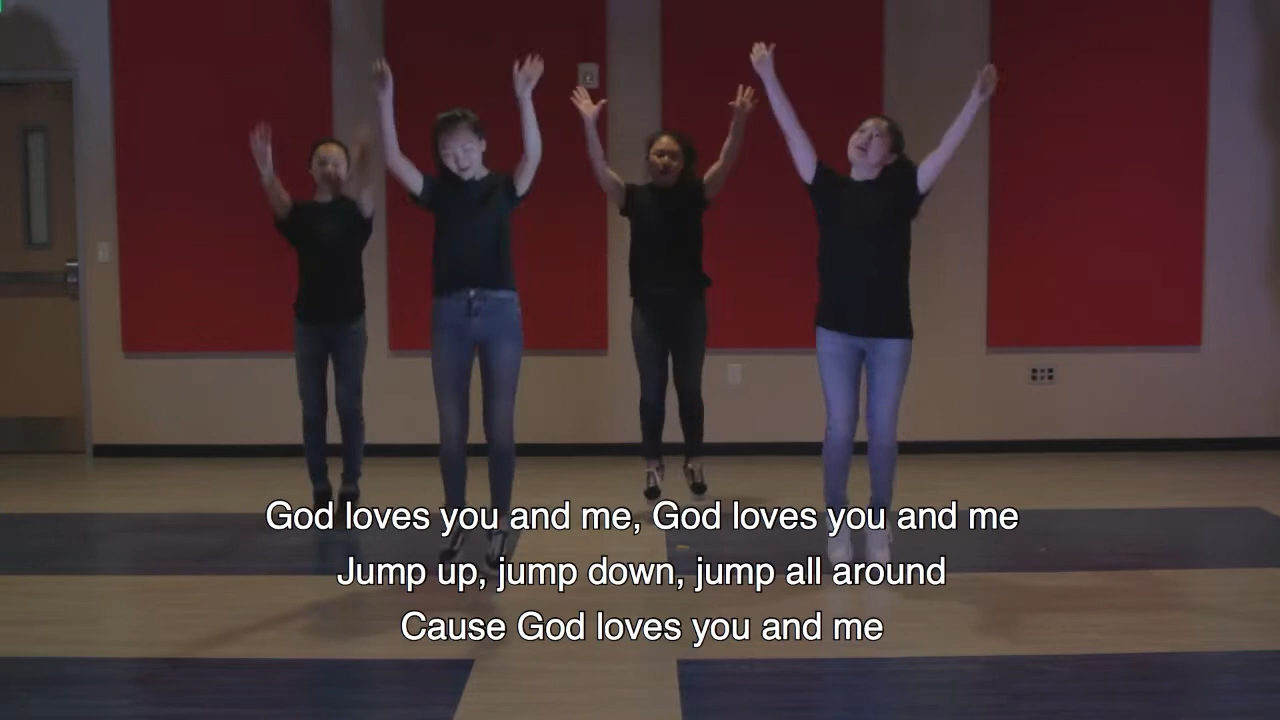 God loves you and me, God loves you and me
Jump up, jump down, jump all around
Cause God loves you and me